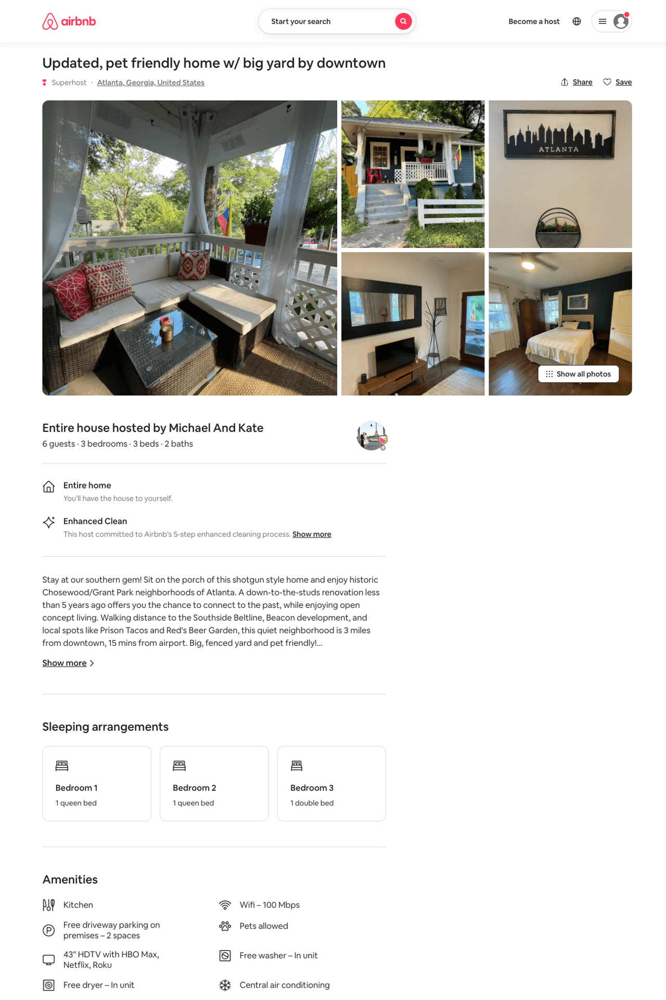 airbnb
Start your search
Become a host
Updated, pet friendly home w/ big yard by downtown
Superhost · Atlanta, Georgia, United States
Share
Save
ATLANTA
Show all photos
Entire house hosted by Michael And Kate
6 guests · 3 bedrooms · 3 beds · 2 baths
Entire home
You'll have the house to yourself.
Enhanced Clean
This host committed to Airbnb's 5-step enhanced cleaning process. Show more
Stay at our southern gem! Sit on the porch of this shotgun style home and enjoy historic
Chosewood/Grant Park neighborhoods of Atlanta. A down-to-the-studs renovation less
than 5 years ago offers you the chance to connect to the past, while enjoying open
concept living. Walking distance to the Southside Beltline, Beacon development, and
local spots like Prison Tacos and Red's Beer Garden, this quiet neighborhood is 3 miles
from downtown, 15 mins from airport. Big, fenced yard and pet friendly!...
Show more
Sleeping arrangements
Bedroom 1
1 queen bed
Bedroom 2
1 queen bed
Bedroom 3
1 double bed
Amenities
Kitchen
Wifi – 100 Mbps
Free driveway parking on
premises – 2 spaces
Pets allowed
43" HDTV with HBO Max,
Netflix, Roku
Free washer – In unit
Free dryer – In unit
Central air conditioning